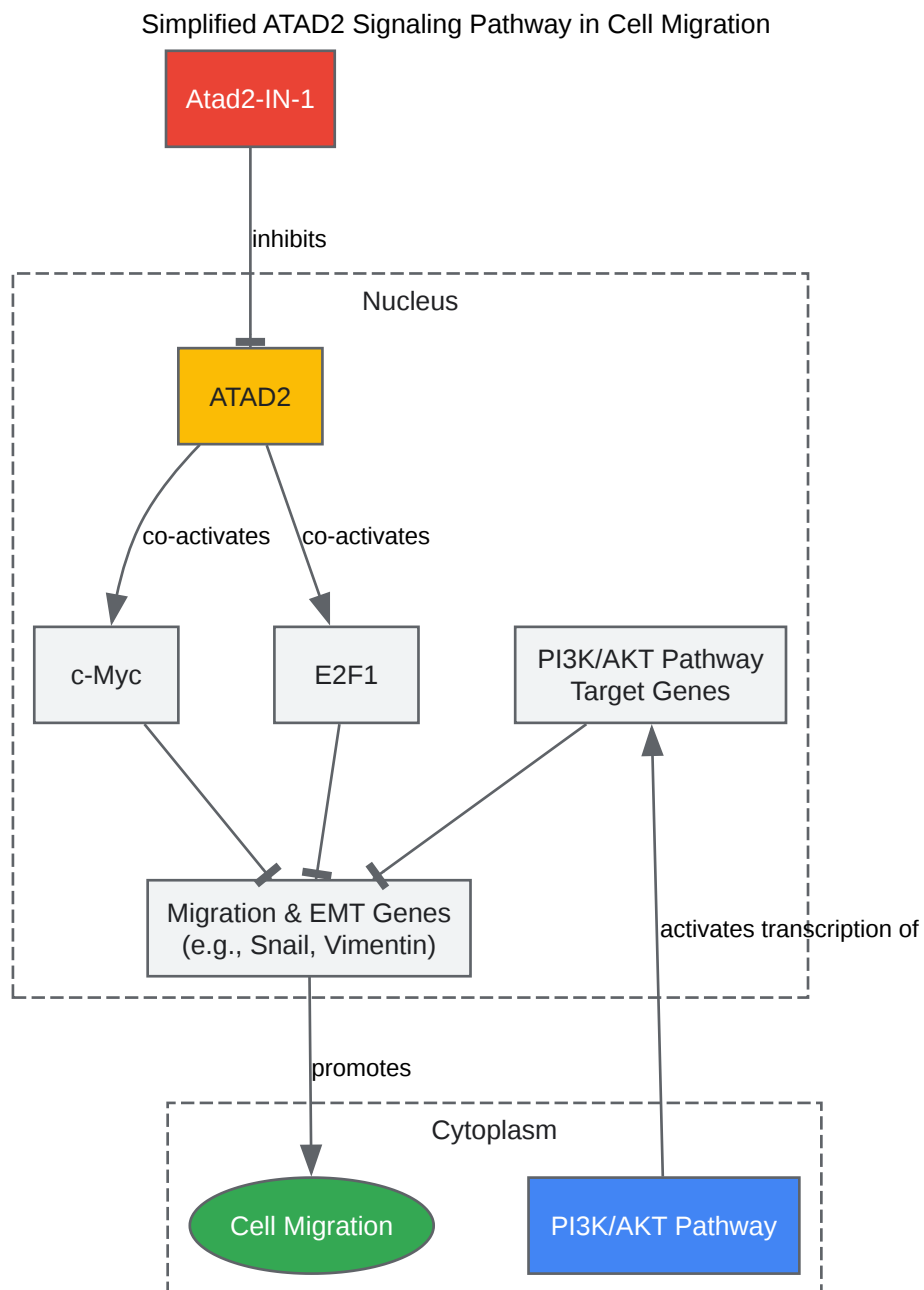 Simplified ATAD2 Signaling Pathway in Cell Migration
Atad2-IN-1
inhibits
Nucleus
ATAD2
co-activates
co-activates
c-Myc
E2F1
PI3K/AKT Pathway
Target Genes
Migration & EMT Genes
(e.g., Snail, Vimentin)
activates transcription of
promotes
Cytoplasm
Cell Migration
PI3K/AKT Pathway